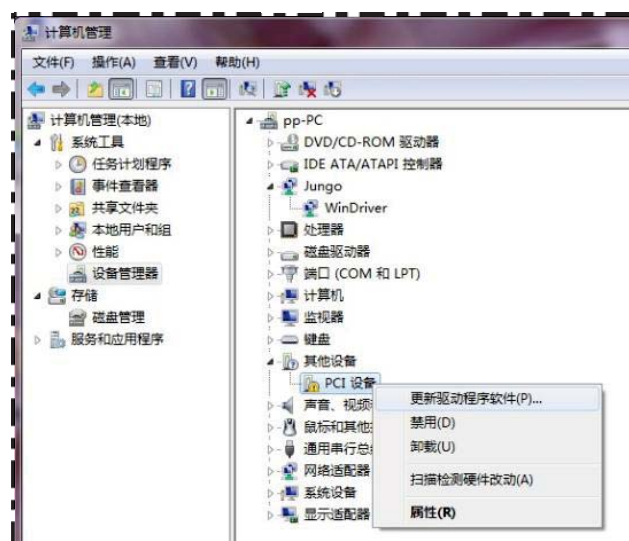 计算机管理
文件(F) 操作(A) 查看(V) 帮助(H)
计算机管理(本地)
系统工具
任务计划程序
事件查看器
共享文件夹
本地用户和组
性能
设备管理器
存储
磁盘管理
服务和应用程序
pp-PC
DVD/CD-ROM 驱动器
IDE ATA/ATAPI 控制器
Jungo
WinDriver
处理器
磁盘驱动器
端口 (COM 和 LPT)
计算机
监视器
键盘
其他设备
PCI 设备
声音、视频
鼠标和其他
通用串行总
网络适配器
系统设备
显示适配器
更新驱动程序软件(P)...
禁用(D)
卸载(U)
扫描检测硬件改动(A)
属性(R)